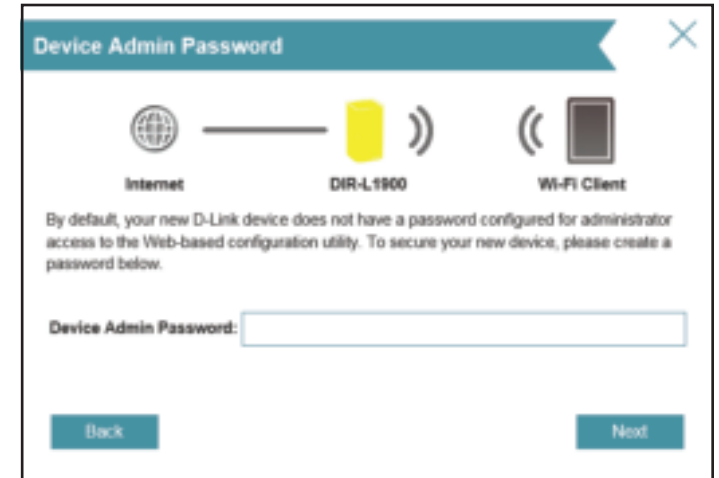 Device Admin Password
Internet
DIR-L1900
Wi-Fi Client
By default, your new D-Link device does not have a password configured for administrator
access to the Web-based configuration utility. To secure your new device, please create a
password below.
Device Admin Password:
Back
Next